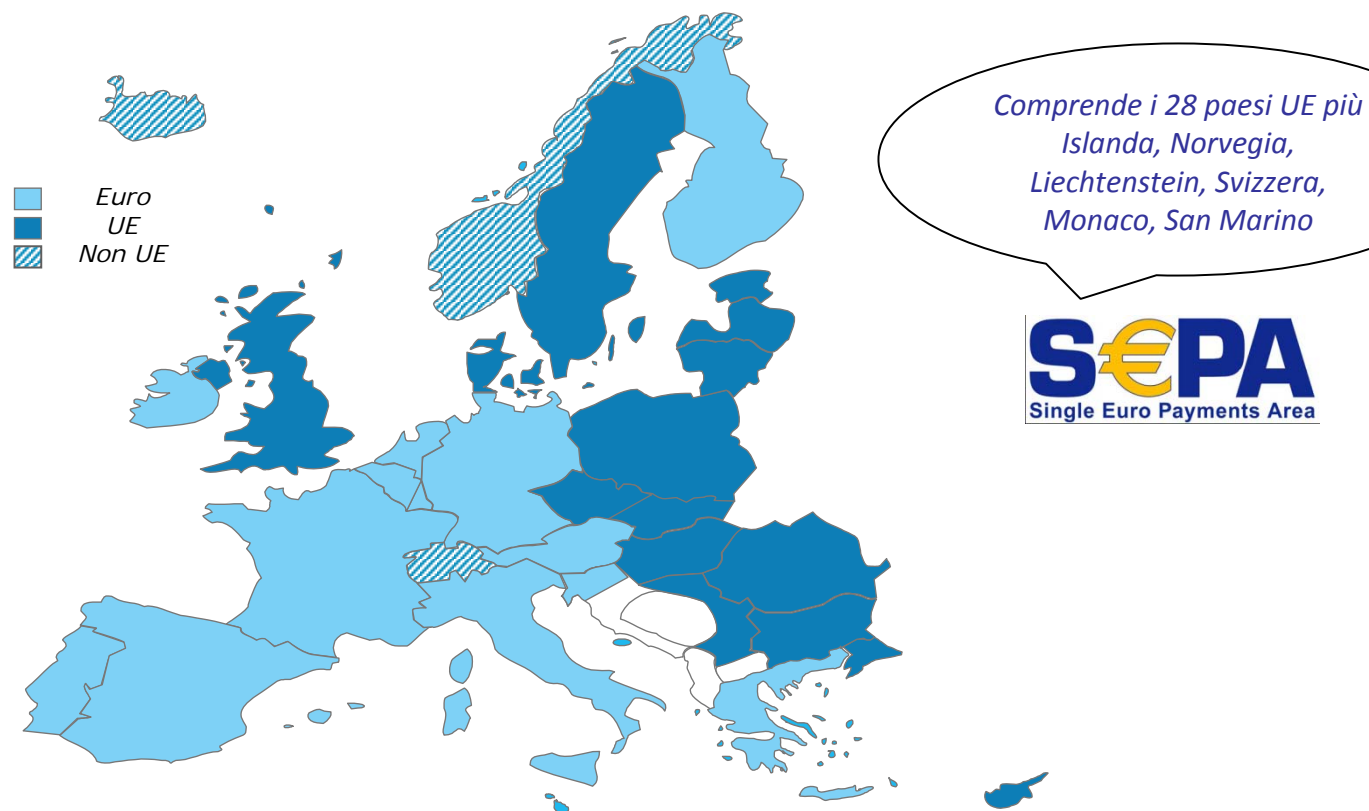 Comprende i 28 paesi UE più
Islanda, Norvegia,
Liechtenstein, Svizzera,
Monaco, San Marino
Euro
UE
Non UE
S€PA
Single Euro Payments Area